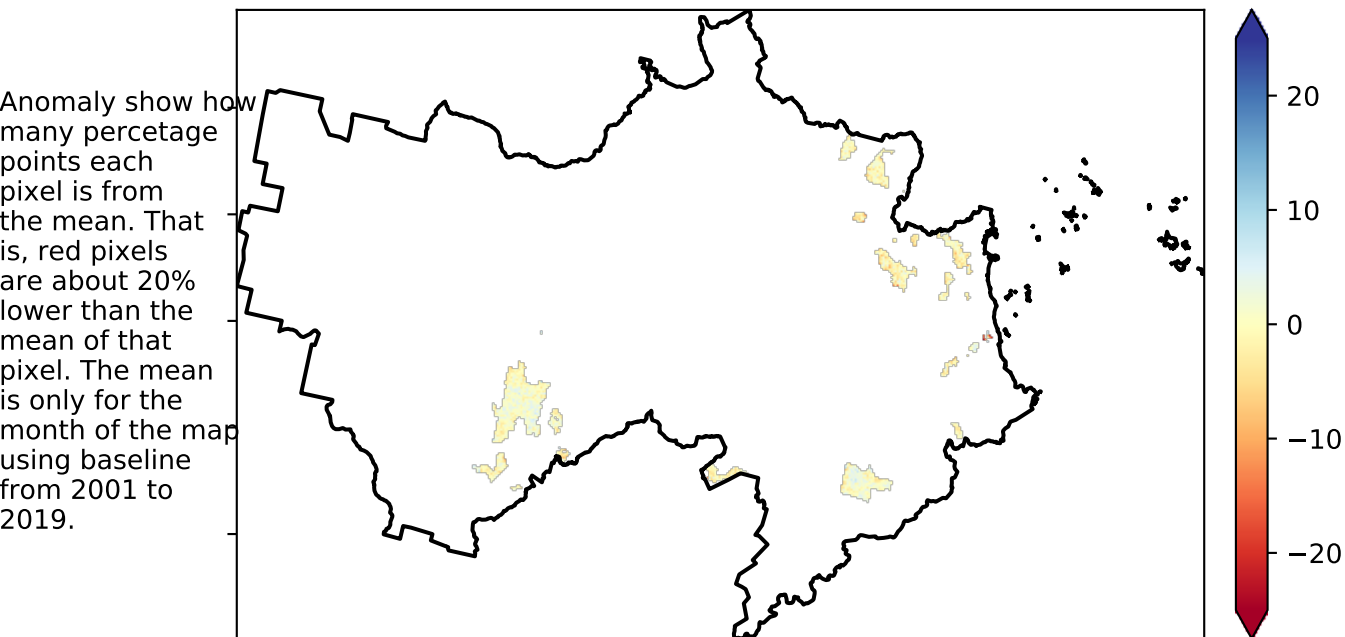 Anomaly show how
many percetage
points each
pixel is from
the mean. That
is, red pixels
are about 20%
lower than the
mean of that
pixel. The mean
is only for the
month of the map
using baseline
from 2001 to
2019.
20
10
0
−10
−20